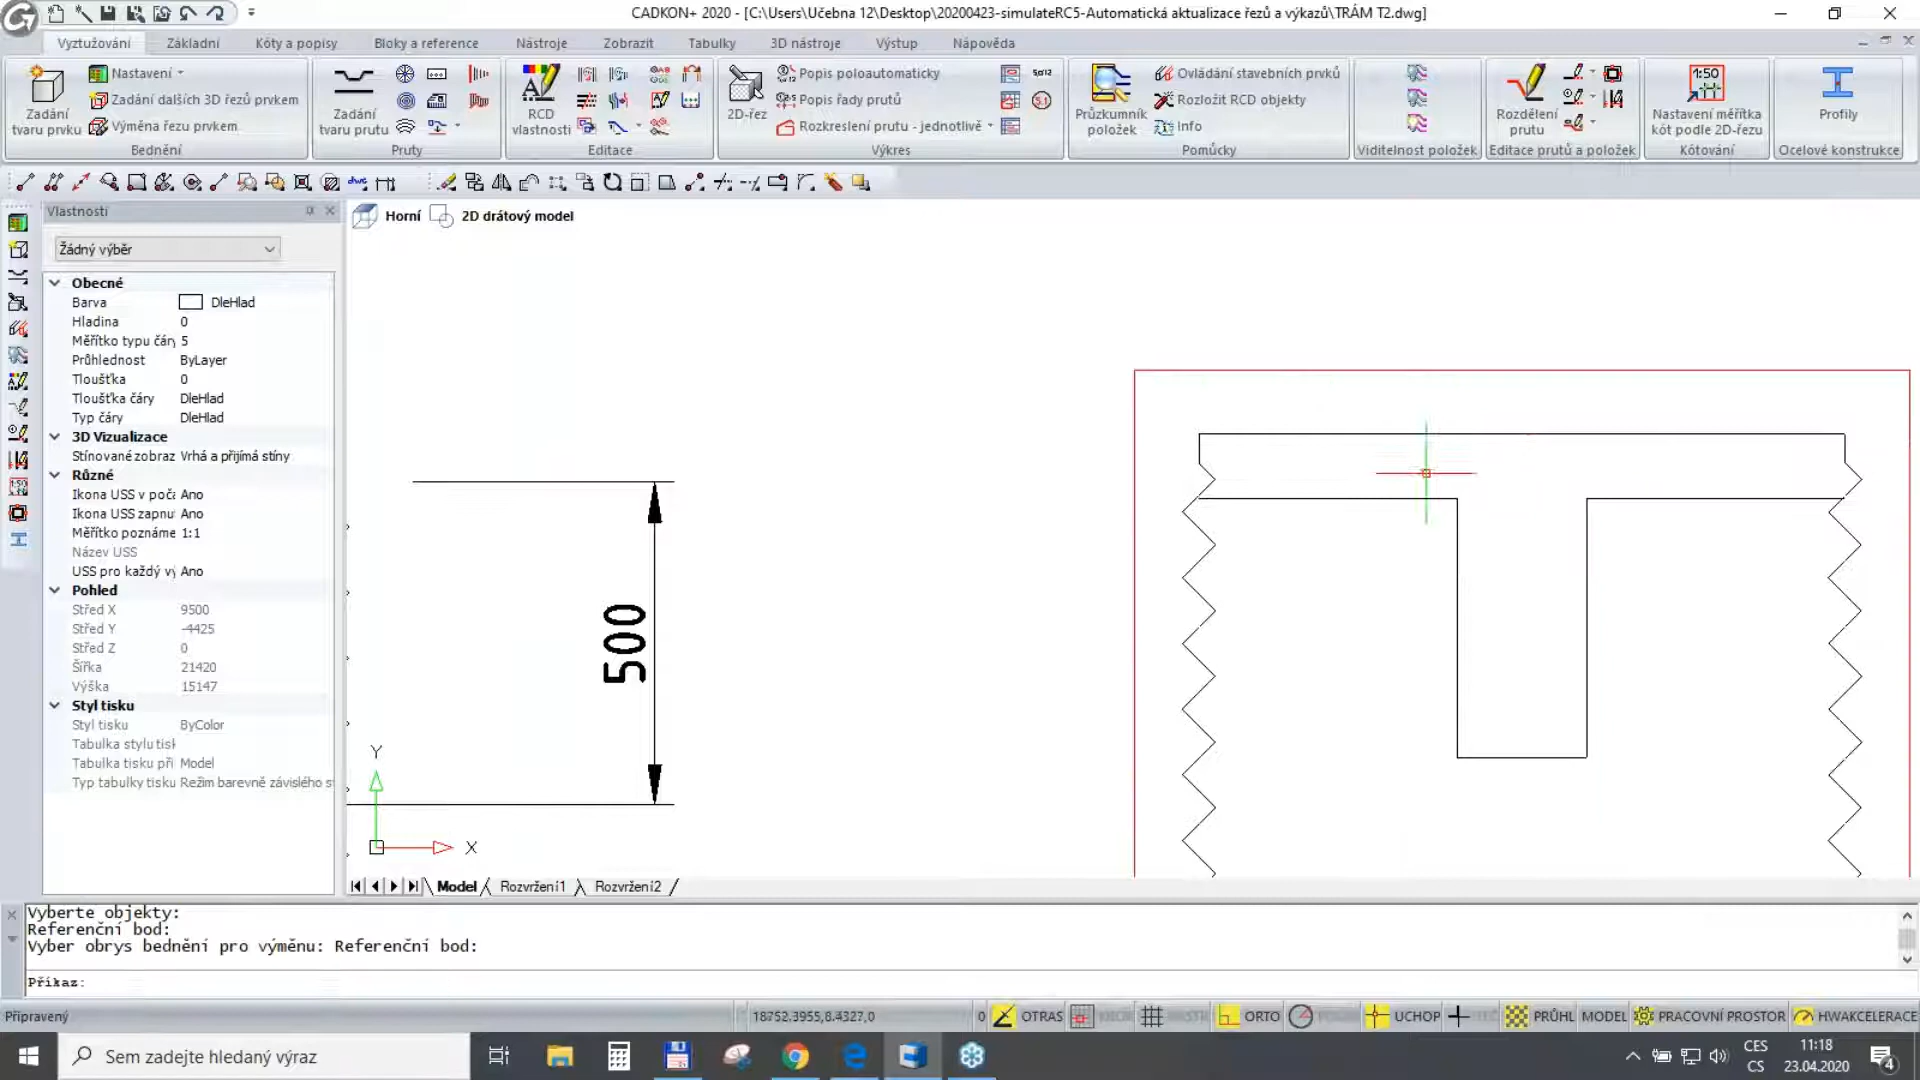 CADKON+ 2020 - [C:\Users\Učebna 12\Desktop\20200423-simulateRC5-Automatická aktualizace řezů a výkazů\TRÁM T2.dwg]
Vyztužování
Základní
Kóty a popisy
Bloky a reference
Nástroje
Zobrazit
Tabulky
3D nástroje
Výstup
Nápověda
Zadání
tvaru prvku
Nastavení
Zadání dalších 3D řezů prvkem
Výměna řezu prvkem
Bednění
Zadání
tvaru prutu
Pruty
RCD
vlastnosti
Editace
2D-řez
Popis poloautomaticky
Popis řady prutů
Rozkreslení prutu - jednotlivě
Výkres
Průzkumník
položek
Ovládání stavebních prvků
Rozložit RCD objekty
Info
Pomůcky
Viditelnost položek
Rozdělení
prutu
Editace prutů a položek
1:50
Nastavení měřítka
kót podle 2D-řezu
Kótování
Profily
Ocelové konstrukce
Vlastnosti
Žádný výběr
Obecné
Barva DleHlad
Hladina 0
Měřítko typu čáry 5
Průhlednost ByLayer
Tloušťka 0
Tloušťka čáry DleHlad
Typ čáry DleHlad
3D Vizualizace
Stínované zobraz Vrhá a přijímá stíny
Různé
Ikona USS v poča Ano
Ikona USS zapnu Ano
Měřítko poznáme 1:1
Název USS
USS pro každý vý Ano
Pohled
Střed X 9500
Střed Y -4425
Střed Z 0
Šířka 21420
Výška 15147
Styl tisku
Styl tisku ByColor
Tabulka stylu tisk
Tabulka tisku při Model
Typ tabulky tisku Režim barevně závislého s
Horní
2D drátový model
500
Y
X
Model
Rozvržení1
Rozvržení2
Vyberte objekty:
Referenční bod:
Vyber obrys bednění pro výměnu: Referenční bod:
Příkaz:
Připravený
18752.3955,8.4327,0
0
OTRAS
ORTO
UCHOP
PRŮHL
MODEL
PRACOVNÍ PROSTOR
HWAKCELERACE
Sem zadejte hledaný výraz
CES
CS
11:18
23.04.2020
4